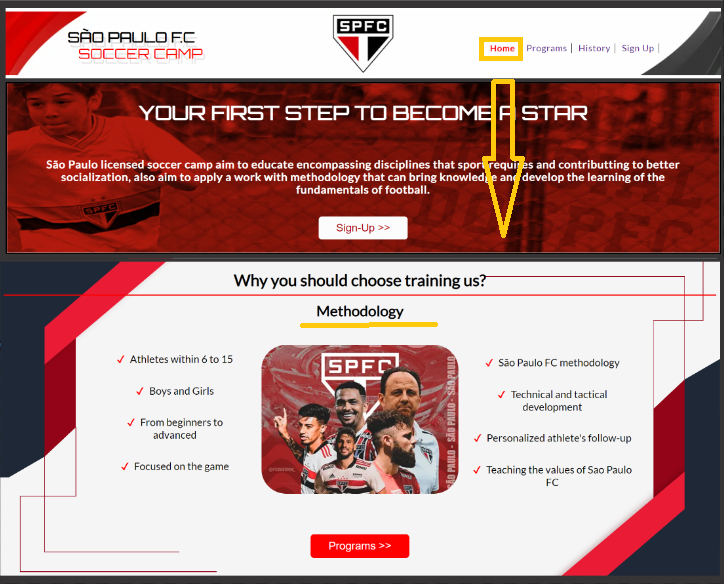 SÀO PAULO F.C
SOCCER CAMP
SPFC
Home
Programs |
History |
Sign Up |
YOUR FIRST STEP TO BECOME A STAR
São Paulo licensed soccer camp aim to educate encompassing disciplines that sport requires and contributting to better
socialization, also aim to apply a work with methodology that can bring knowledge and develop the learning of the
fundamentals of football.
SPFC
Sign-Up >>
Why you should choose training us?
Methodology
✓ Athletes within 6 to 15
✓ Boys and Girls
✓ From beginners to
advanced
✓ Focused on the game
SPFC
SÃO PAULO - SÃO PAULO - SÃO PAULO
✓ São Paulo FC methodology
✓ Technical and tactical
development
✓ Personalized athlete's follow-up
✓ Teaching the values of Sao Paulo
FC
Programs >>